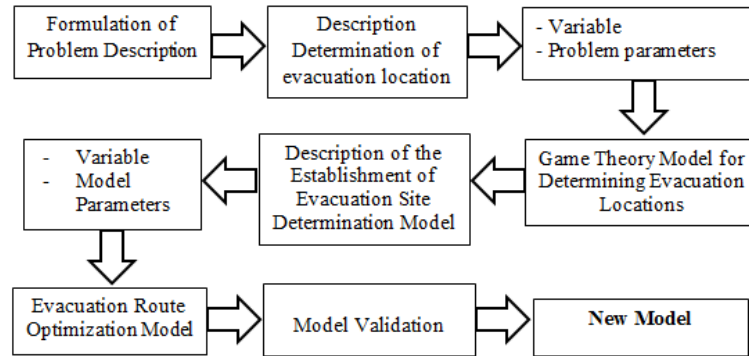 Formulation of
Problem Description
Description
Determination of
evacuation location
- Variable
- Problem parameters
- Variable
- Model
Parameters
Description of the
Establishment of
Evacuation Site
Determination Model
Game Theory Model for
Determining Evacuation
Locations
Evacuation Route
Optimization Model
Model Validation
New Model